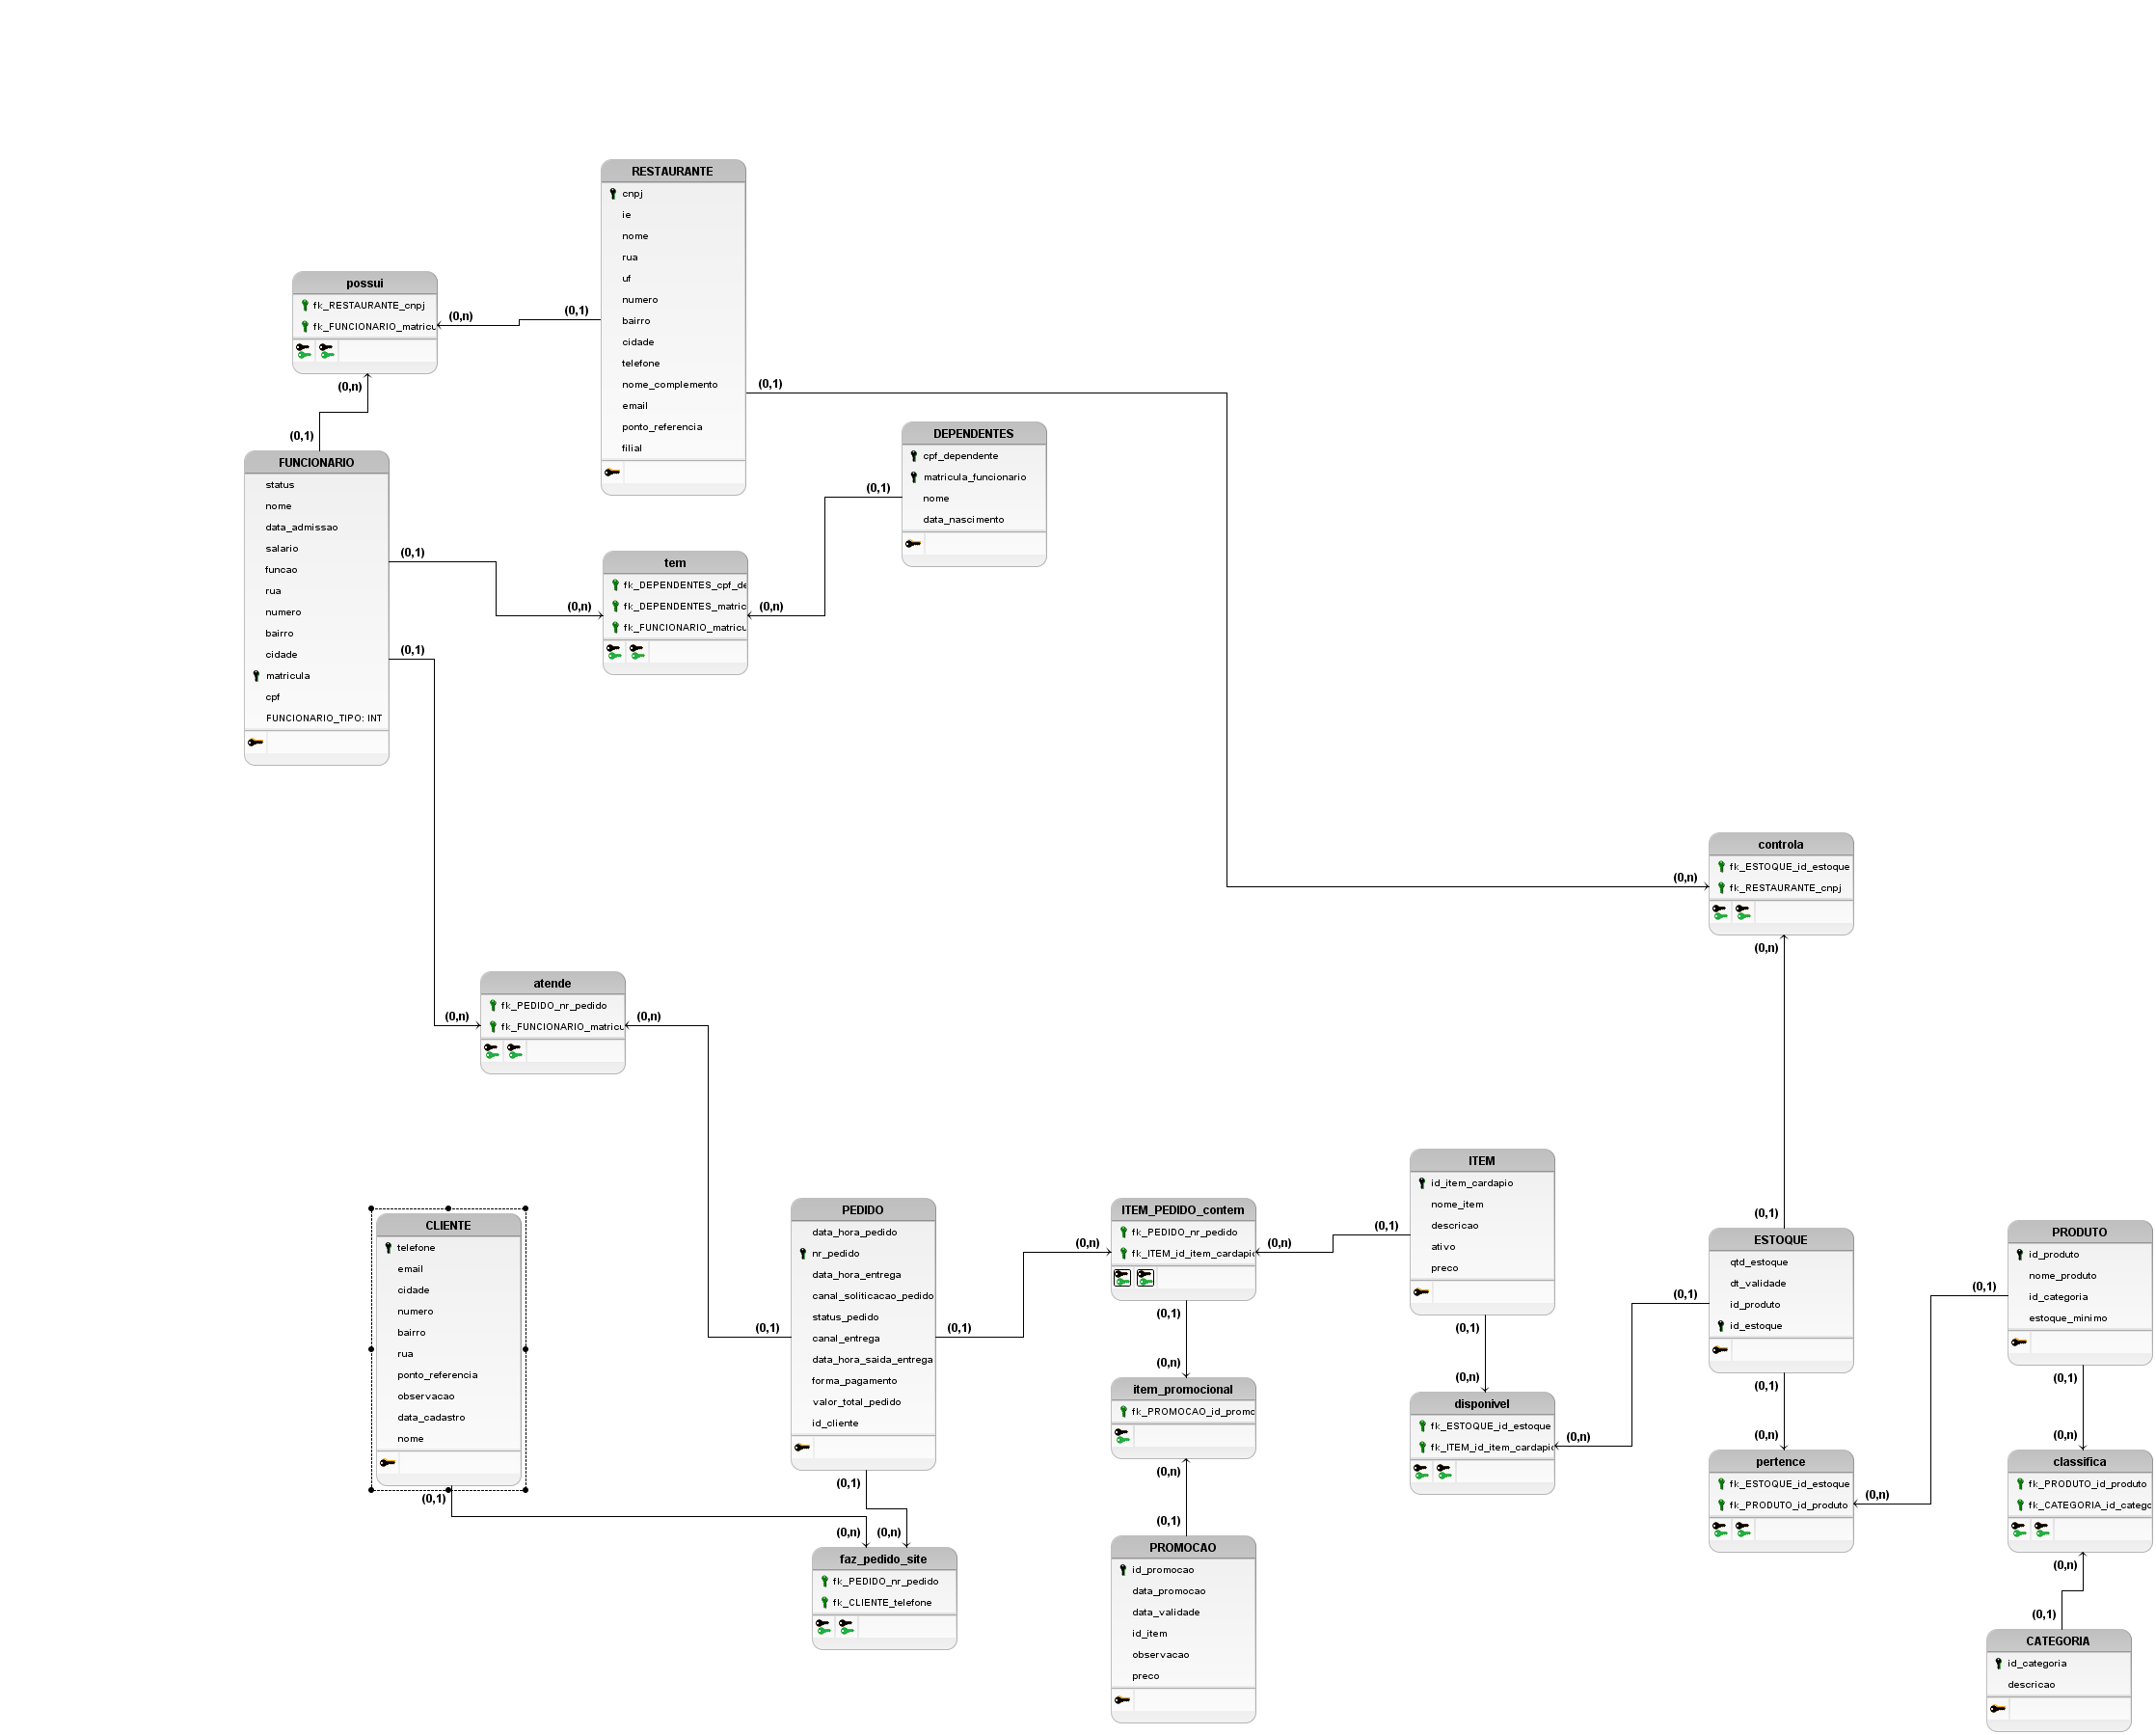 RESTAURANTE
cnpj
ie
nome
rua
uf
numero
bairro
cidade
telefone
nome_complemento
email
ponto_referencia
filial
possui
fk_RESTAURANTE_cnpj
fk_FUNCIONARIO_matricu
(0,n)
(0,1)
(0,n)
(0,1)
(0,1)
FUNCIONARIO
status
nome
data_admissao
salario
funcao
rua
numero
bairro
cidade
matricula
cpf
FUNCIONARIO_TIPO: INT
(0,1)
(0,1)
DEPENDENTES
cpf_dependente
matricula_funcionario
nome
data_nascimento
(0,1)
tem
fk_DEPENDENTES_cpf_de
fk_DEPENDENTES_matric
fk_FUNCIONARIO_matricu
(0,n)
(0,n)
controla
fk_ESTOQUE_id_estoque
fk_RESTAURANTE_cnpj
(0,n)
(0,n)
atende
fk_PEDIDO_nr_pedido
fk_FUNCIONARIO_matricu
(0,n)
(0,n)
CLIENTE
telefone
email
cidade
numero
bairro
rua
ponto_referencia
observacao
data_cadastro
nome
(0,1)
PEDIDO
data_hora_pedido
nr_pedido
data_hora_entrega
canal_soliticacao_pedido
status_pedido
canal_entrega
data_hora_saida_entrega
forma_pagamento
valor_total_pedido
id_cliente
(0,1)
(0,1)
(0,1)
(0,n)
(0,n)
faz_pedido_site
fk_PEDIDO_nr_pedido
fk_CLIENTE_telefone
ITEM_PEDIDO_contem
fk_PEDIDO_nr_pedido
fk_ITEM_id_item_cardapio
(0,n)
(0,n)
(0,1)
(0,n)
item_promocional
fk_PROMOCAO_id_promo
(0,n)
(0,1)
PROMOCAO
id_promocao
data_promocao
data_validade
id_item
observacao
preco
ITEM
id_item_cardapio
nome_item
descricao
ativo
preco
(0,1)
(0,1)
(0,n)
disponivel
fk_ESTOQUE_id_estoque
fk_ITEM_id_item_cardapio
(0,n)
(0,1)
ESTOQUE
qtd_estoque
dt_validade
id_produto
id_estoque
(0,1)
(0,1)
(0,n)
pertence
fk_ESTOQUE_id_estoque
fk_PRODUTO_id_produto
(0,n)
PRODUTO
id_produto
nome_produto
id_categoria
estoque_minimo
(0,1)
(0,1)
(0,n)
classifica
fk_PRODUTO_id_produto
fk_CATEGORIA_id_catego
(0,n)
(0,1)
CATEGORIA
id_categoria
descricao